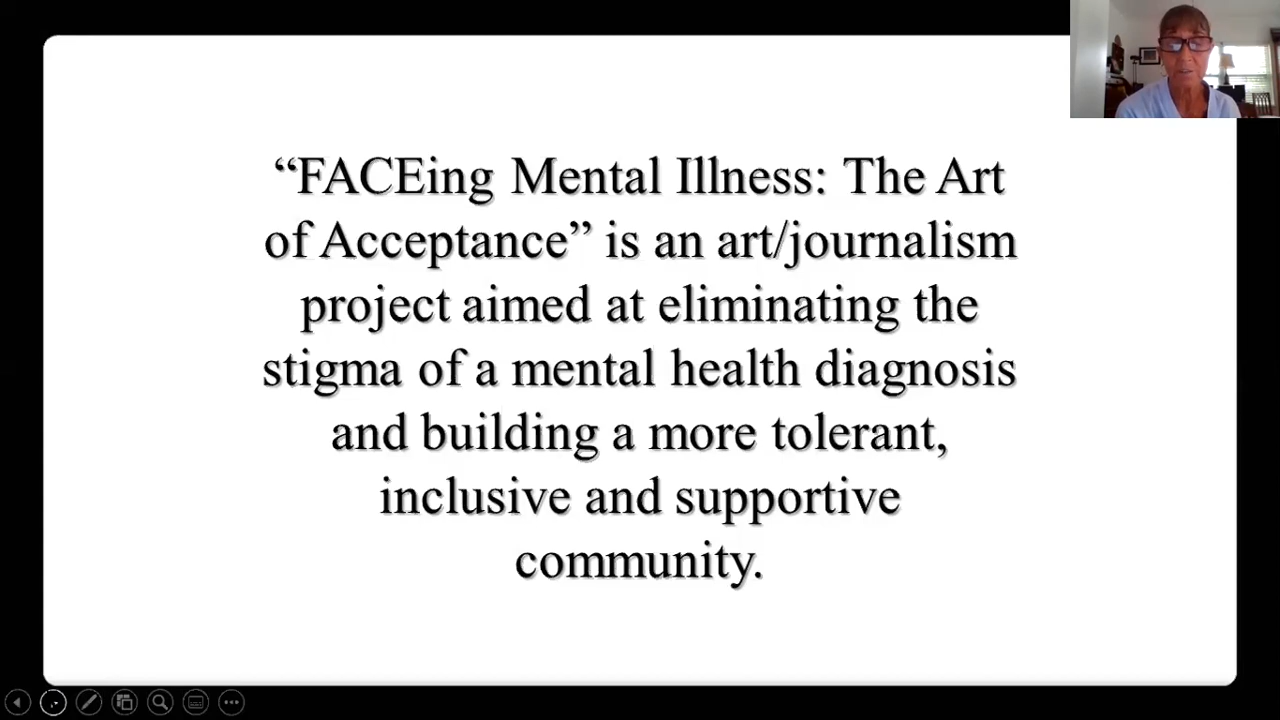 “FACEing Mental Illness: The Art
of Acceptance” is an art/journalism
project aimed at eliminating the
stigma of a mental health diagnosis
and building a more tolerant,
inclusive and supportive
community.